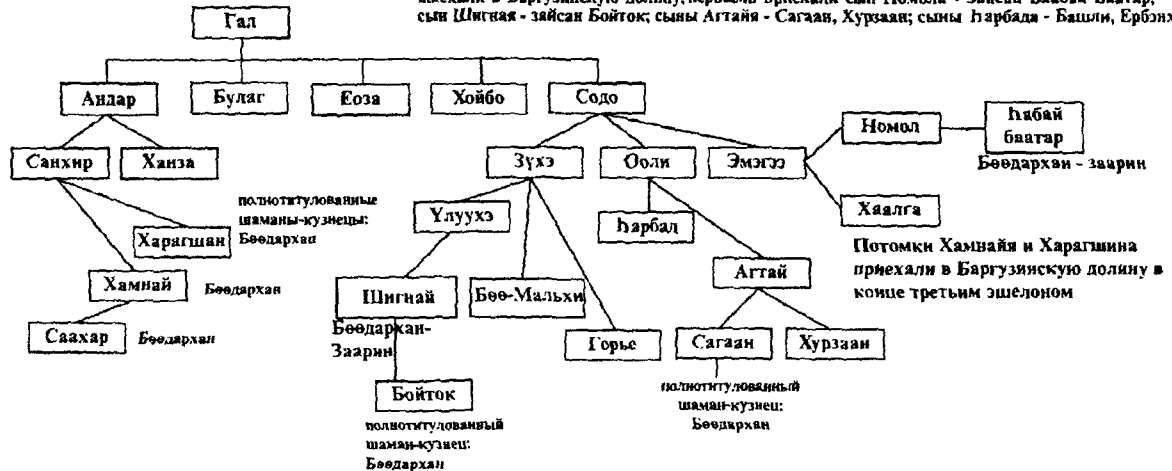 сын Шигная - зайсан Бойток; сыны Агтайя - Сагаан, Хурзаан; сыны Һарбада - Башли,
Гал
Андар Булаг Еоза Хойбо Содо
Номол Һабай
баатар
Бөөдархан - заарин
Санхир Ханза Зүхэ Ооли Эмэгээ
Хаалга
полнотитулованные
шаманы-кузнецы:
Бөөдархан
Үлуухэ
Һарбал
Харагшан
Потомки Хамнайя и Харагшина
приехали в Баргузинскую долину в
конце третьим эшелоном
Хамнай Бөөдархан
Агтай
Шигнай Бөө-Мальхи
Бөөдархан-
Заарин
Саахар Бөөдархан
Горье Сагаан Хурзаан
Бойток
полнотитулованный
шаман-кузнец:
Бөөдархан
полнотитулованный
шаман-кузнец:
Бөөдархан